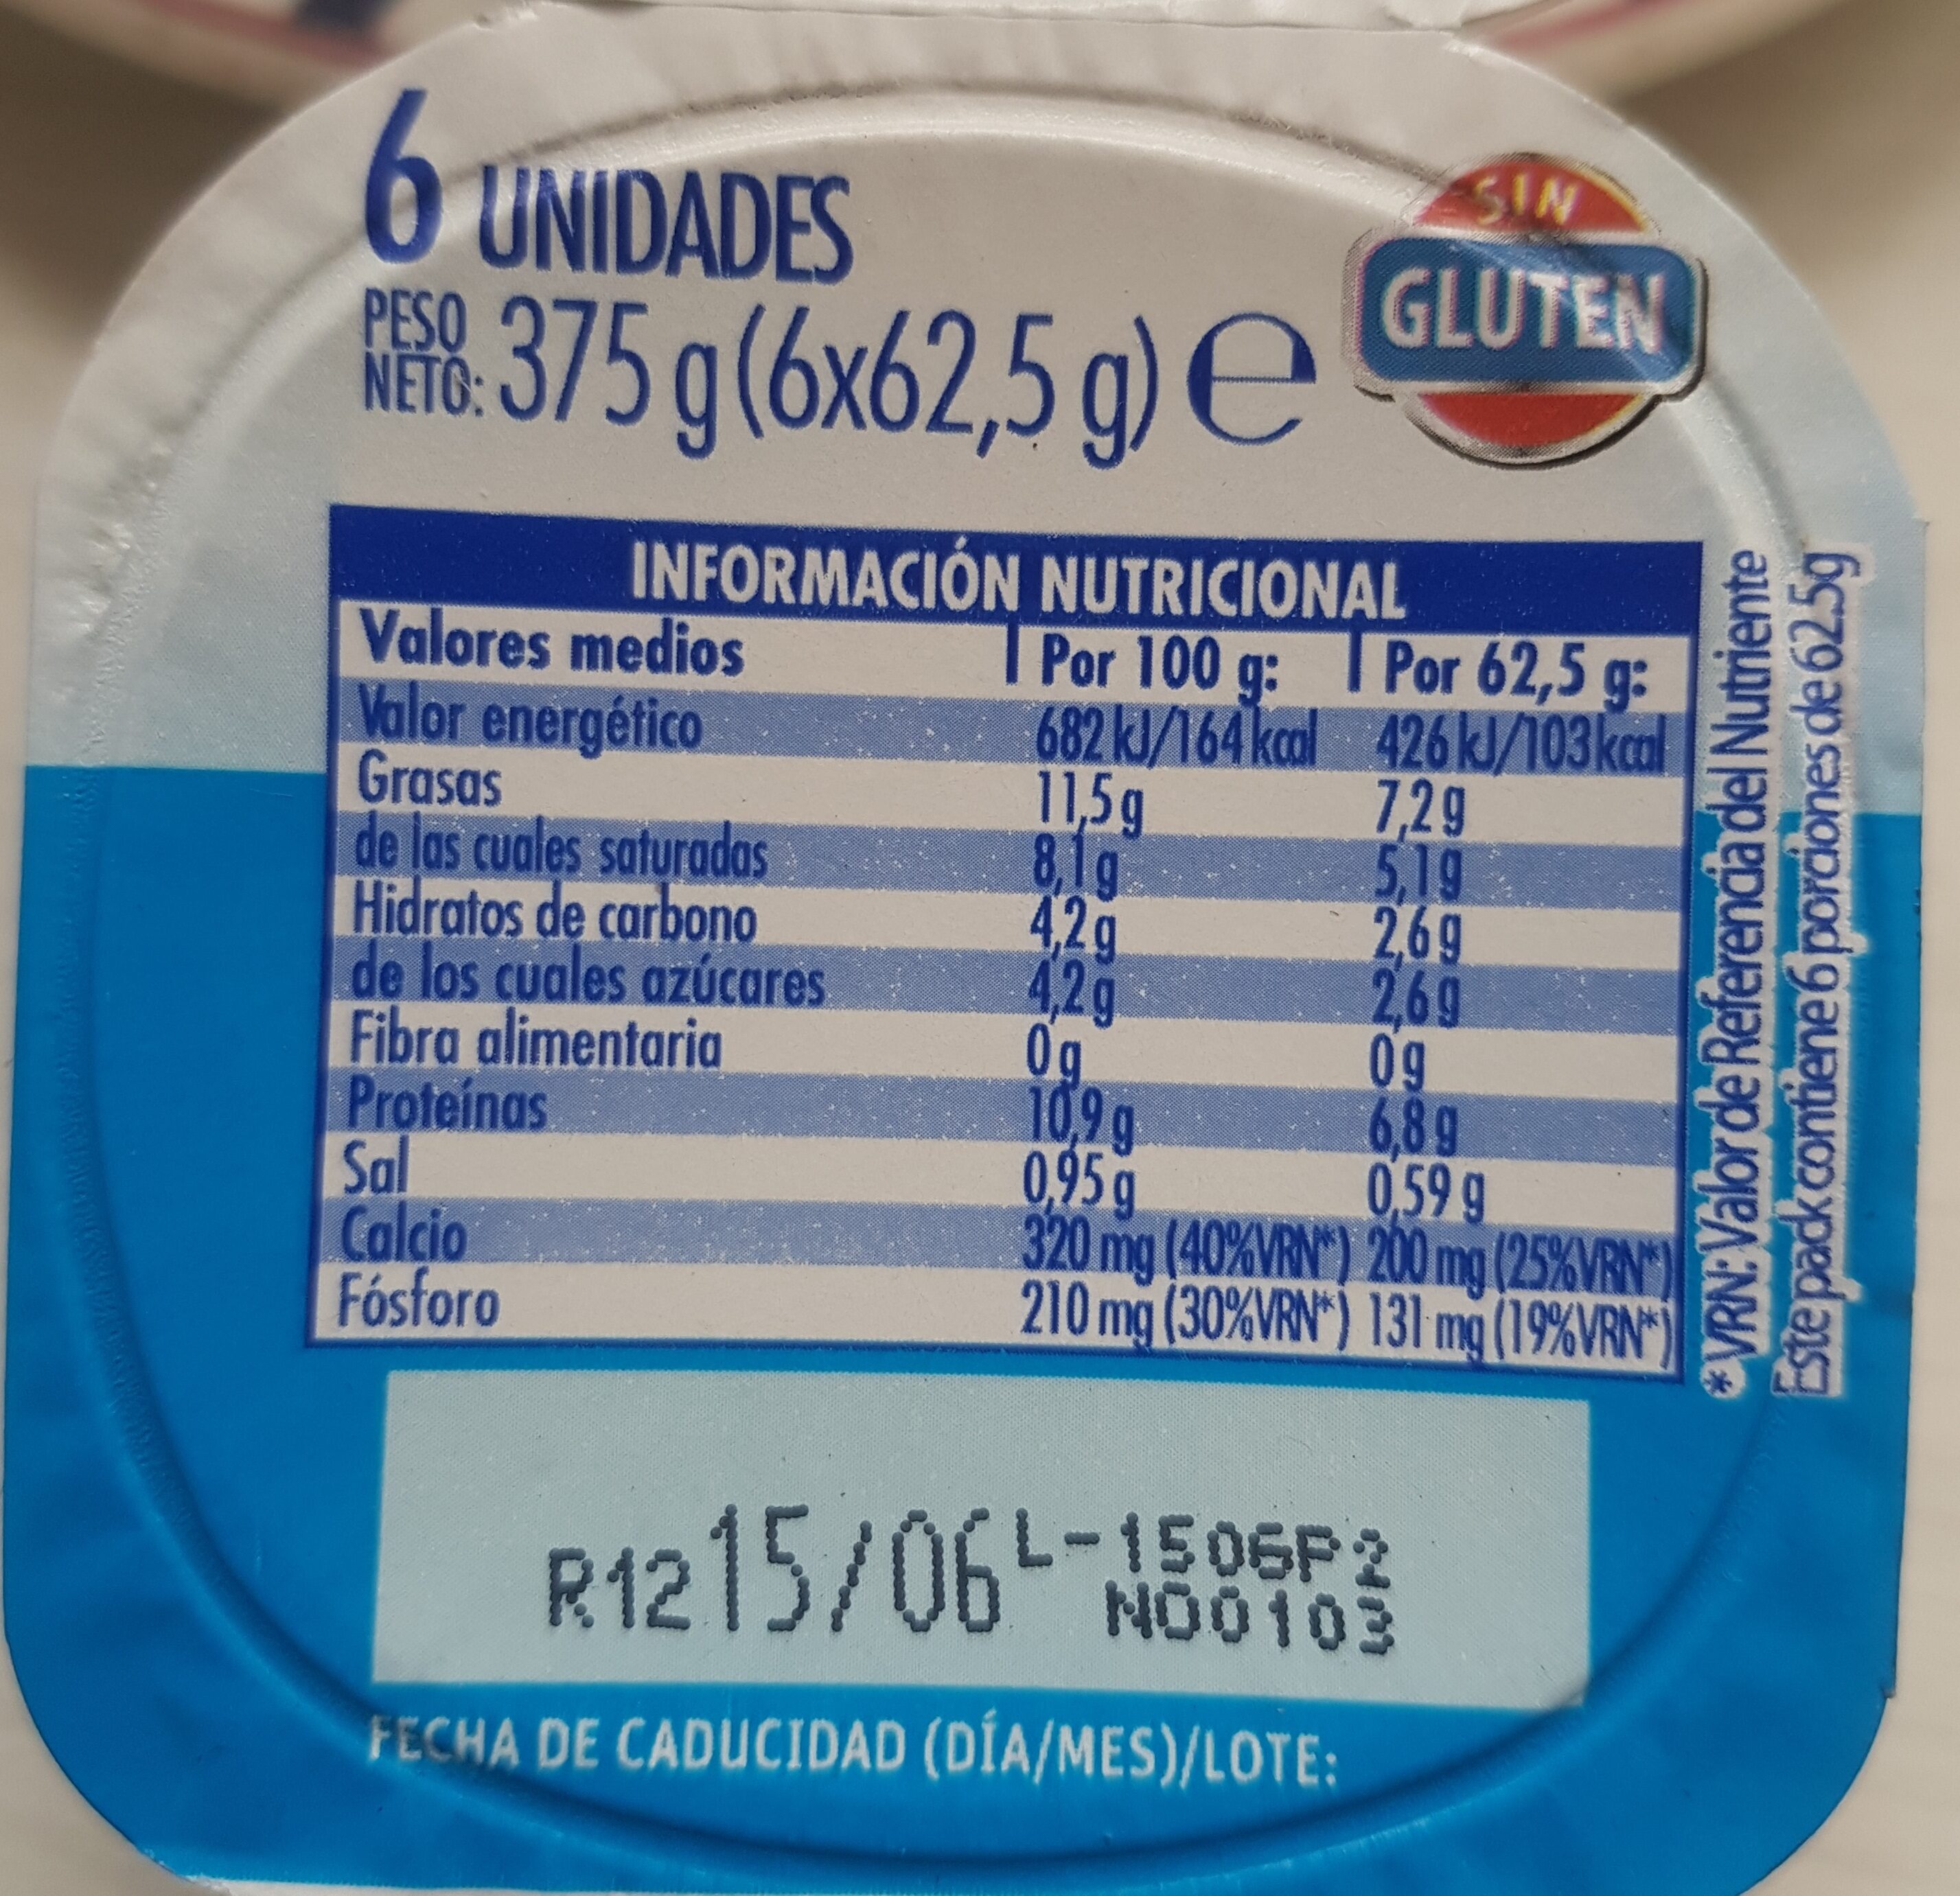 6 UNIDADES
PESO NETO: 375 g (6x62,5 g) e
SIN
GLUTEN
INFORMACIÓN NUTRICIONAL
Valores medios Por 100 g: Por 62,5 g:
Valor energético 682 kJ/164 kcal 426 kJ/103 kcal
Grasas 11,5 g 7,2 g
de las cuales saturadas 8,1 g 5,1 g
Hidratos de carbono 4,2 g 2,6 g
de los cuales azúcares 4,2 g 2,6 g
Fibra alimentaria 0 g 0 g
Proteínas 10,9 g 6,8 g
Sal 0,95 g 0,59 g
Calcio 320 mg (40%VRN*) 200 mg (25%VRN*)
Fósforo 210 mg (30%VRN*) 131 mg (19%VRN*)
*VRN: Valor de Referencia del Nutriente
Este pack contiene 6 porciones de 62.5g
R12 15/06 L-1506P2
N00103
FECHA DE CADUCIDAD (DÍA/MES)/LOTE: